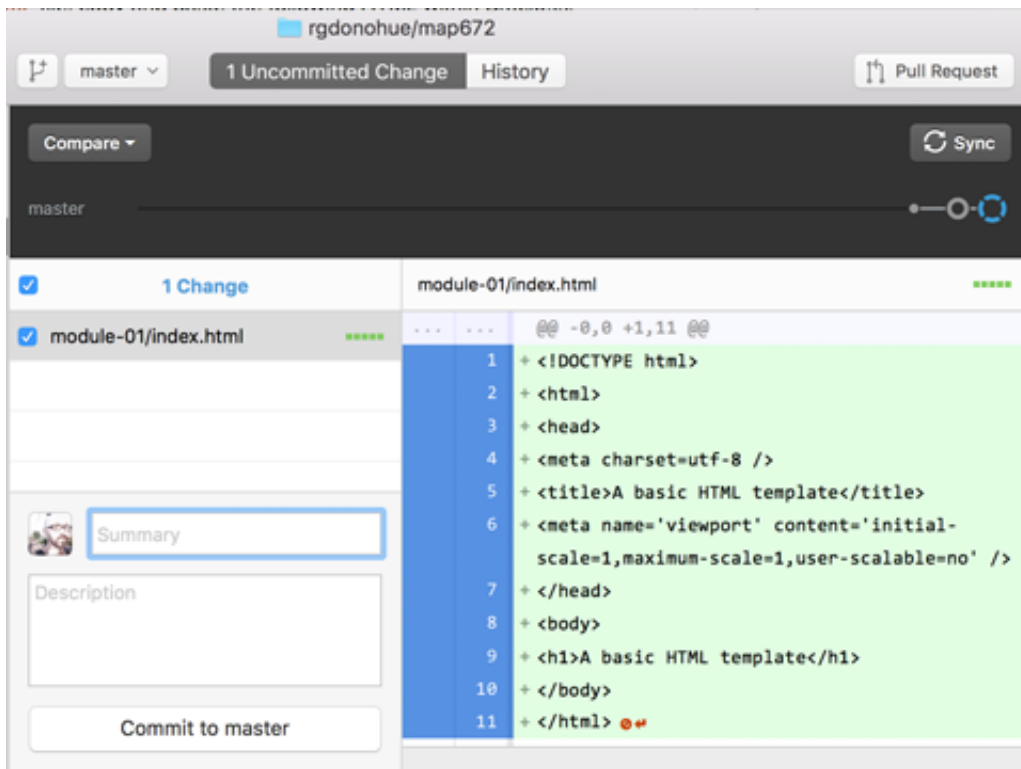 rgdonohue/map672
master
1 Uncommitted Change
History
Pull Request
Compare
Sync
master
1 Change
module-01/index.html
module-01/index.html
... ... @@ -0,0 +1,11 @@
1 + <!DOCTYPE html>
2 + <html>
3 + <head>
4 + <meta charset=utf-8 />
5 + <title>A basic HTML template</title>
6 + <meta name='viewport' content='initial-
scale=1,maximum-scale=1,user-scalable=no' />
7 + </head>
8 + <body>
9 + <h1>A basic HTML template</h1>
10 + </body>
11 + </html>
Summary
Description
Commit to master